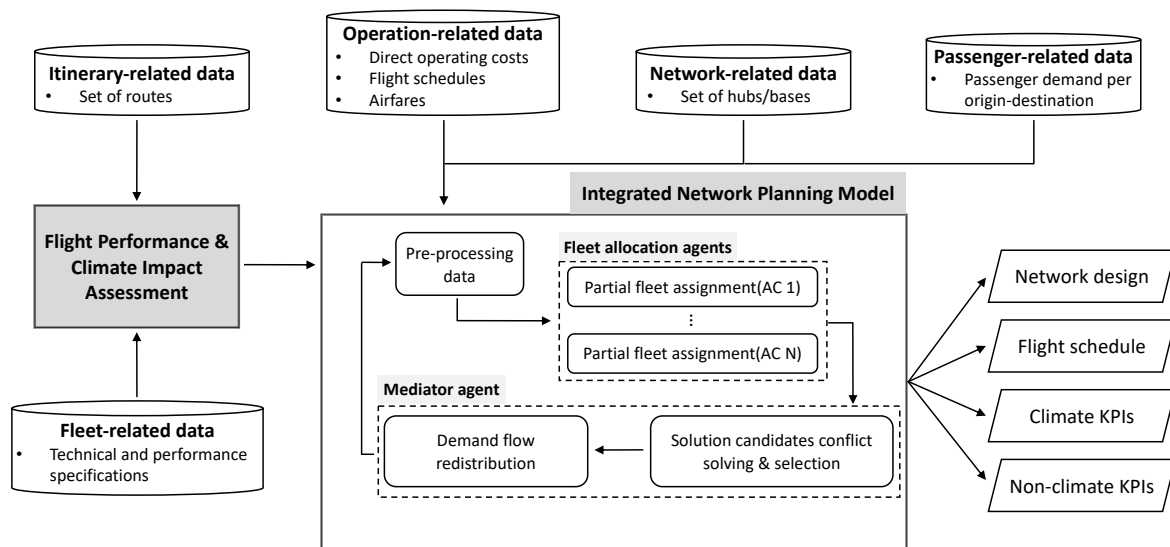 Operation-related data
• Direct operating costs
• Flight schedules
• Airfares
Itinerary-related data
• Set of routes
Network-related data
• Set of hubs/bases
Passenger-related data
• Passenger demand per
origin-destination
Integrated Network Planning Model
Flight Performance &
Climate Impact
Assessment
Pre-processing
data
Fleet allocation agents
Partial fleet assignment(AC 1)
...
Partial fleet assignment(AC N)
Mediator agent
Demand flow
redistribution
Solution candidates conflict
solving & selection
Fleet-related data
• Technical and performance
specifications
Network design
Flight schedule
Climate KPIs
Non-climate KPIs